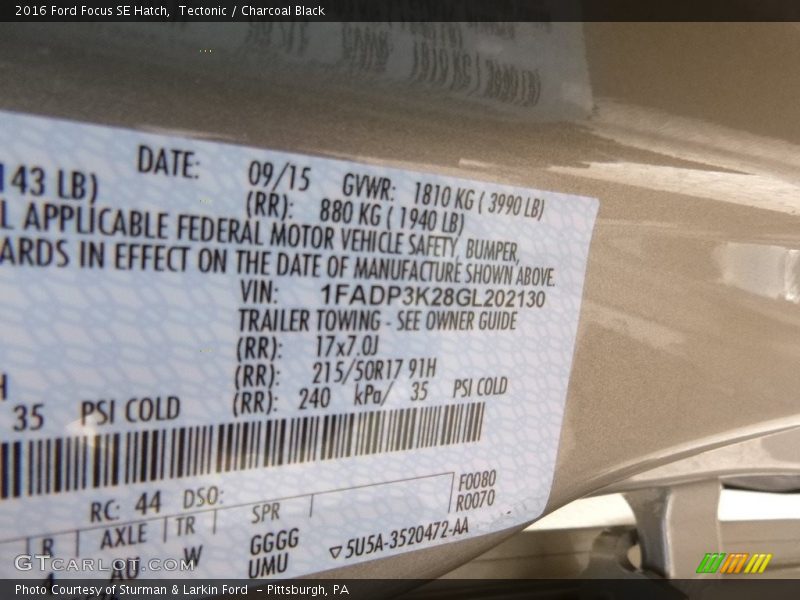 2016 Ford Focus SE Hatch, Tectonic / Charcoal Black
DATE: 09/15 GVWR: 1810 KG ( 3990 LB)
143 LB) (RR): 880 KG ( 1940 LB)
L APPLICABLE FEDERAL MOTOR VEHICLE SAFETY, BUMPER,
ARDS IN EFFECT ON THE DATE OF MANUFACTURE SHOWN ABOVE.
VIN: 1FADP3K28GL202130
TRAILER TOWING - SEE OWNER GUIDE
(RR): 17x7.0J
H (RR): 215/50R17 91H
35 PSI COLD (RR): 240 kPa/ 35 PSI COLD
RC: 44 DSO: F0080
R0070
B AXLE TR SPR
4 AU W GGGG
UMU
5U5A-3520472-AA
GTCARLOT.COM
Photo Courtesy of Sturman & Larkin Ford - Pittsburgh, PA